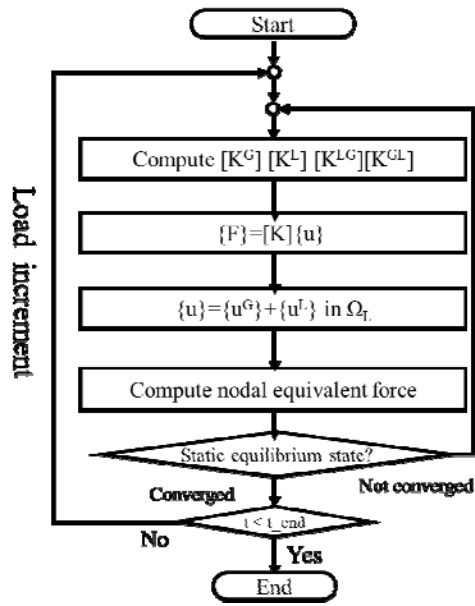 Start
Compute [K^G] [K^L] [K^LG][K^GL]
{F}=[K]{u}
{u}={u^G}+{u^L} in Ω_L
Compute nodal equivalent force
Static equilibrium state?
Converged
Not converged
t < t_end
No
Yes
End
Load increment